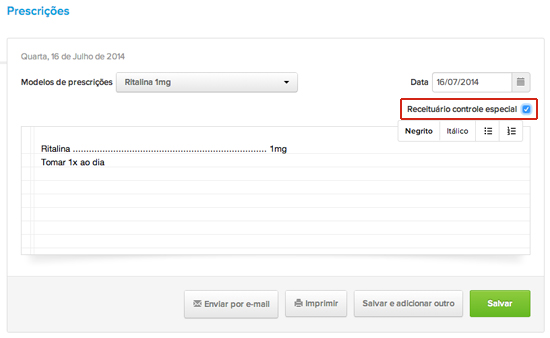 Prescrições
Quarta, 16 de Julho de 2014
Modelos de prescrições Ritalina 1mg Data 16/07/2014
Receituário controle especial
Negrito Itálico
Ritalina ........................................................................ 1mg
Tomar 1x ao dia
Enviar por e-mail Imprimir Salvar e adicionar outro Salvar